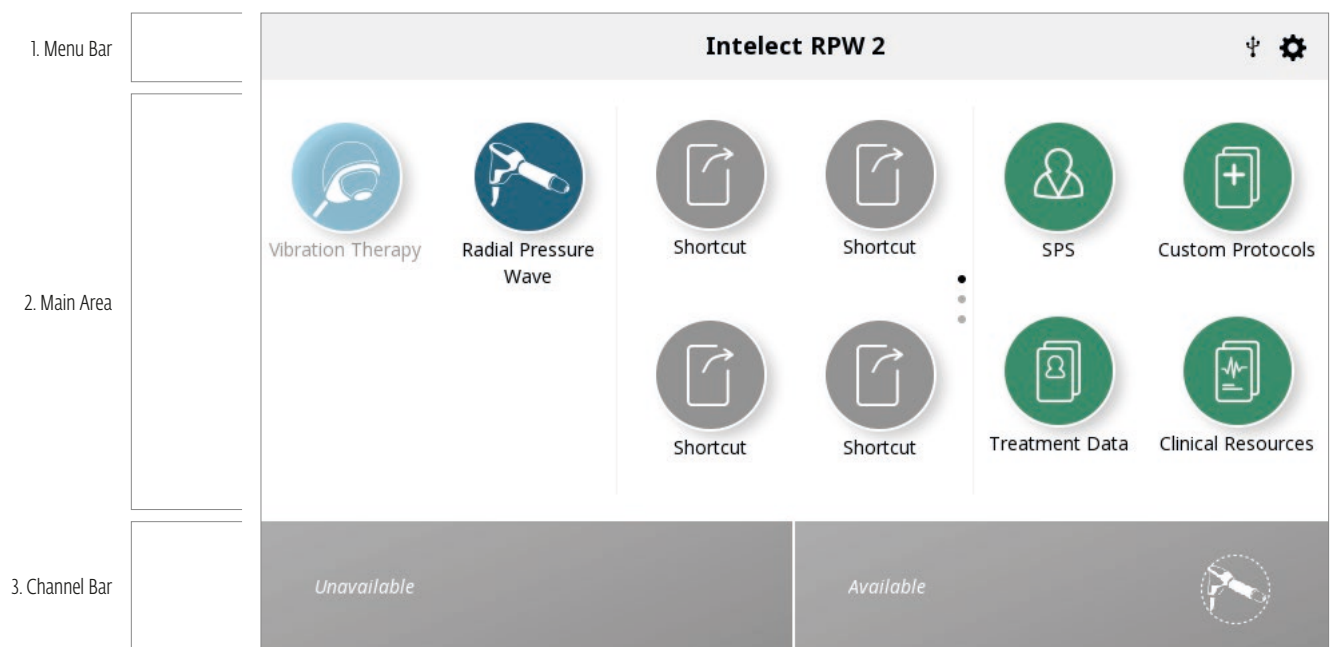 1. Menu Bar
Intelect RPW 2
2. Main Area
Vibration Therapy
Radial Pressure
Wave
Shortcut
Shortcut
SPS
Custom Protocols
Shortcut
Shortcut
Treatment Data
Clinical Resources
3. Channel Bar
Unavailable
Available